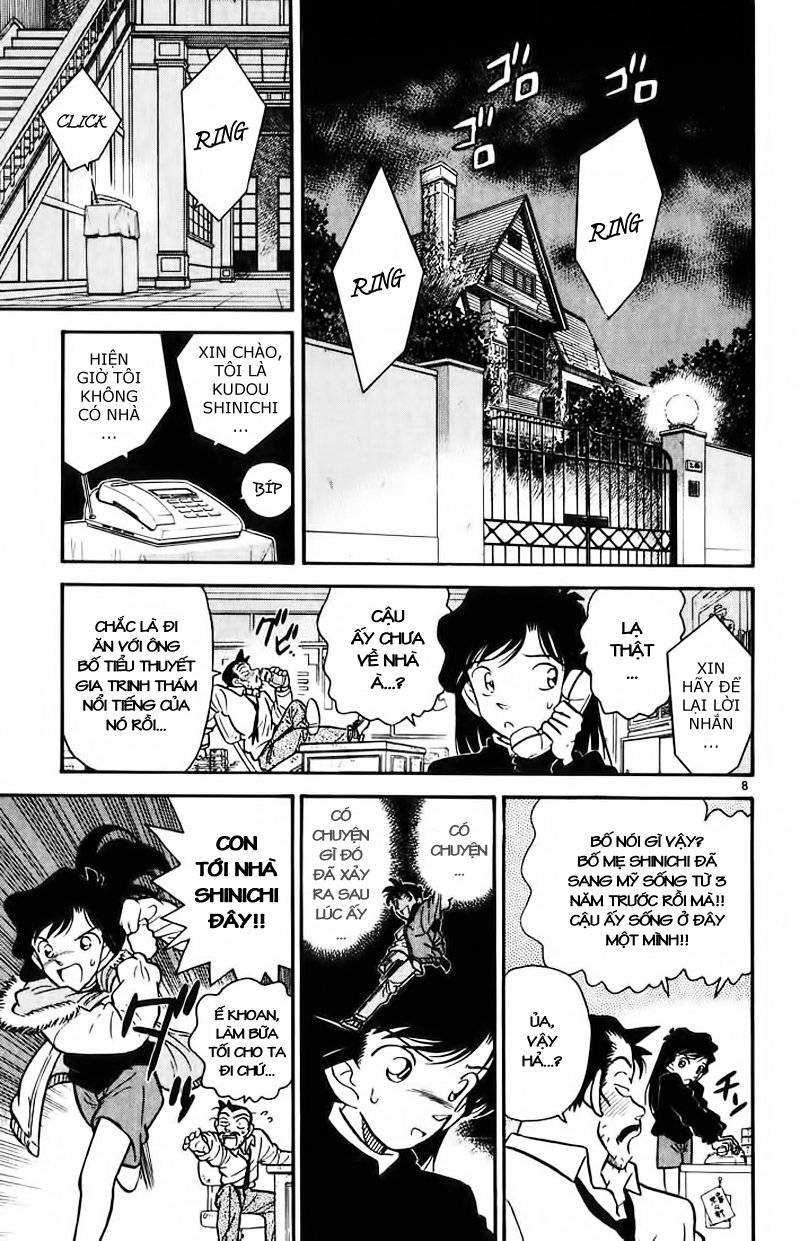 ゴロ
ゴロ
ゴロ
RING
RING
RING
CLICK
XIN CHÀO,
TÔI LÀ
KUDOU
SHINICHI
BÍP
HIỆN
GIỜ TÔI
KHÔNG
CÓ NHÀ
...
XIN
HÃY ĐỂ
LẠI LỜI
NHẮN
...
LẠ
THẬT
...
CẬU
ẤY CHƯA
VỀ NHÀ
À...?
CHẮC LÀ ĐI
ĂN VỚI ÔNG
BỐ TIỂU THUYẾT
GIA TRINH THÁM
NỔI TIẾNG CỦA
NÓ RỒI...
8
BỐ NÓI GÌ VẬY?
BỐ MẸ SHINICHI ĐÃ
SANG MỸ SỐNG TỪ 3
NĂM TRƯỚC RỒI MÀ!!
CẬU ẤY SỐNG Ở ĐÂY
MỘT MÌNH!!
ỦA,
VẬY
HẢ...?
チン
CÓ
CHUYỆN
...
CÓ
CHUYỆN
GÌ ĐÓ
ĐÃ XẢY
RA SAU
LÚC ẤY
...
CON
TỚI NHÀ
SHINICHI
ĐÂY!!
Ế KHOAN,
LÀM BỮA
TỐI CHO TA
ĐI CHỨ...